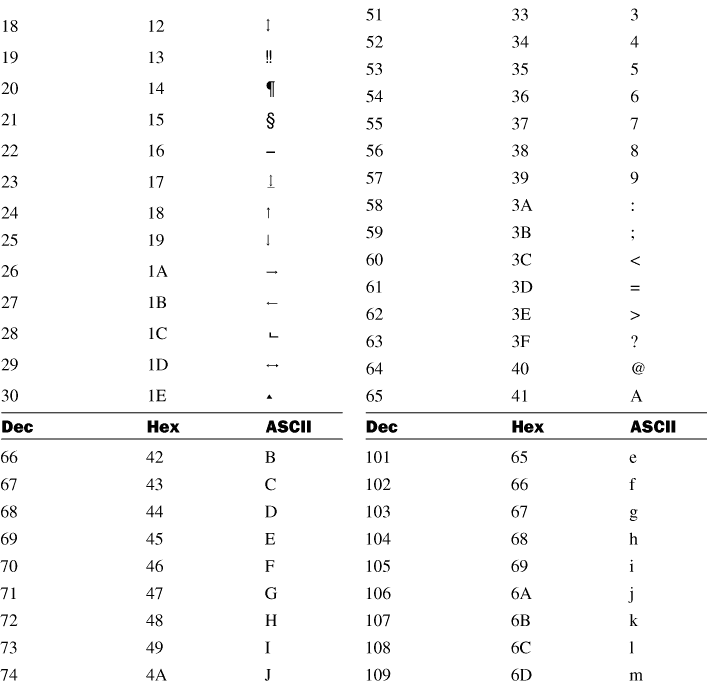 18 12 ↕
19 13 ‼
20 14 ¶
21 15 §
22 16 –
23 17 ↨
24 18 ↑
25 19 ↓
26 1A →
27 1B ←
28 1C ⌙
29 1D ↔
30 1E ▲
51 33 3
52 34 4
53 35 5
54 36 6
55 37 7
56 38 8
57 39 9
58 3A :
59 3B ;
60 3C <
61 3D =
62 3E >
63 3F ?
64 40 @
65 41 A
Dec Hex ASCII
66 42 B
67 43 C
68 44 D
69 45 E
70 46 F
71 47 G
72 48 H
73 49 I
74 4A J
Dec Hex ASCII
101 65 e
102 66 f
103 67 g
104 68 h
105 69 i
106 6A j
107 6B k
108 6C l
109 6D m